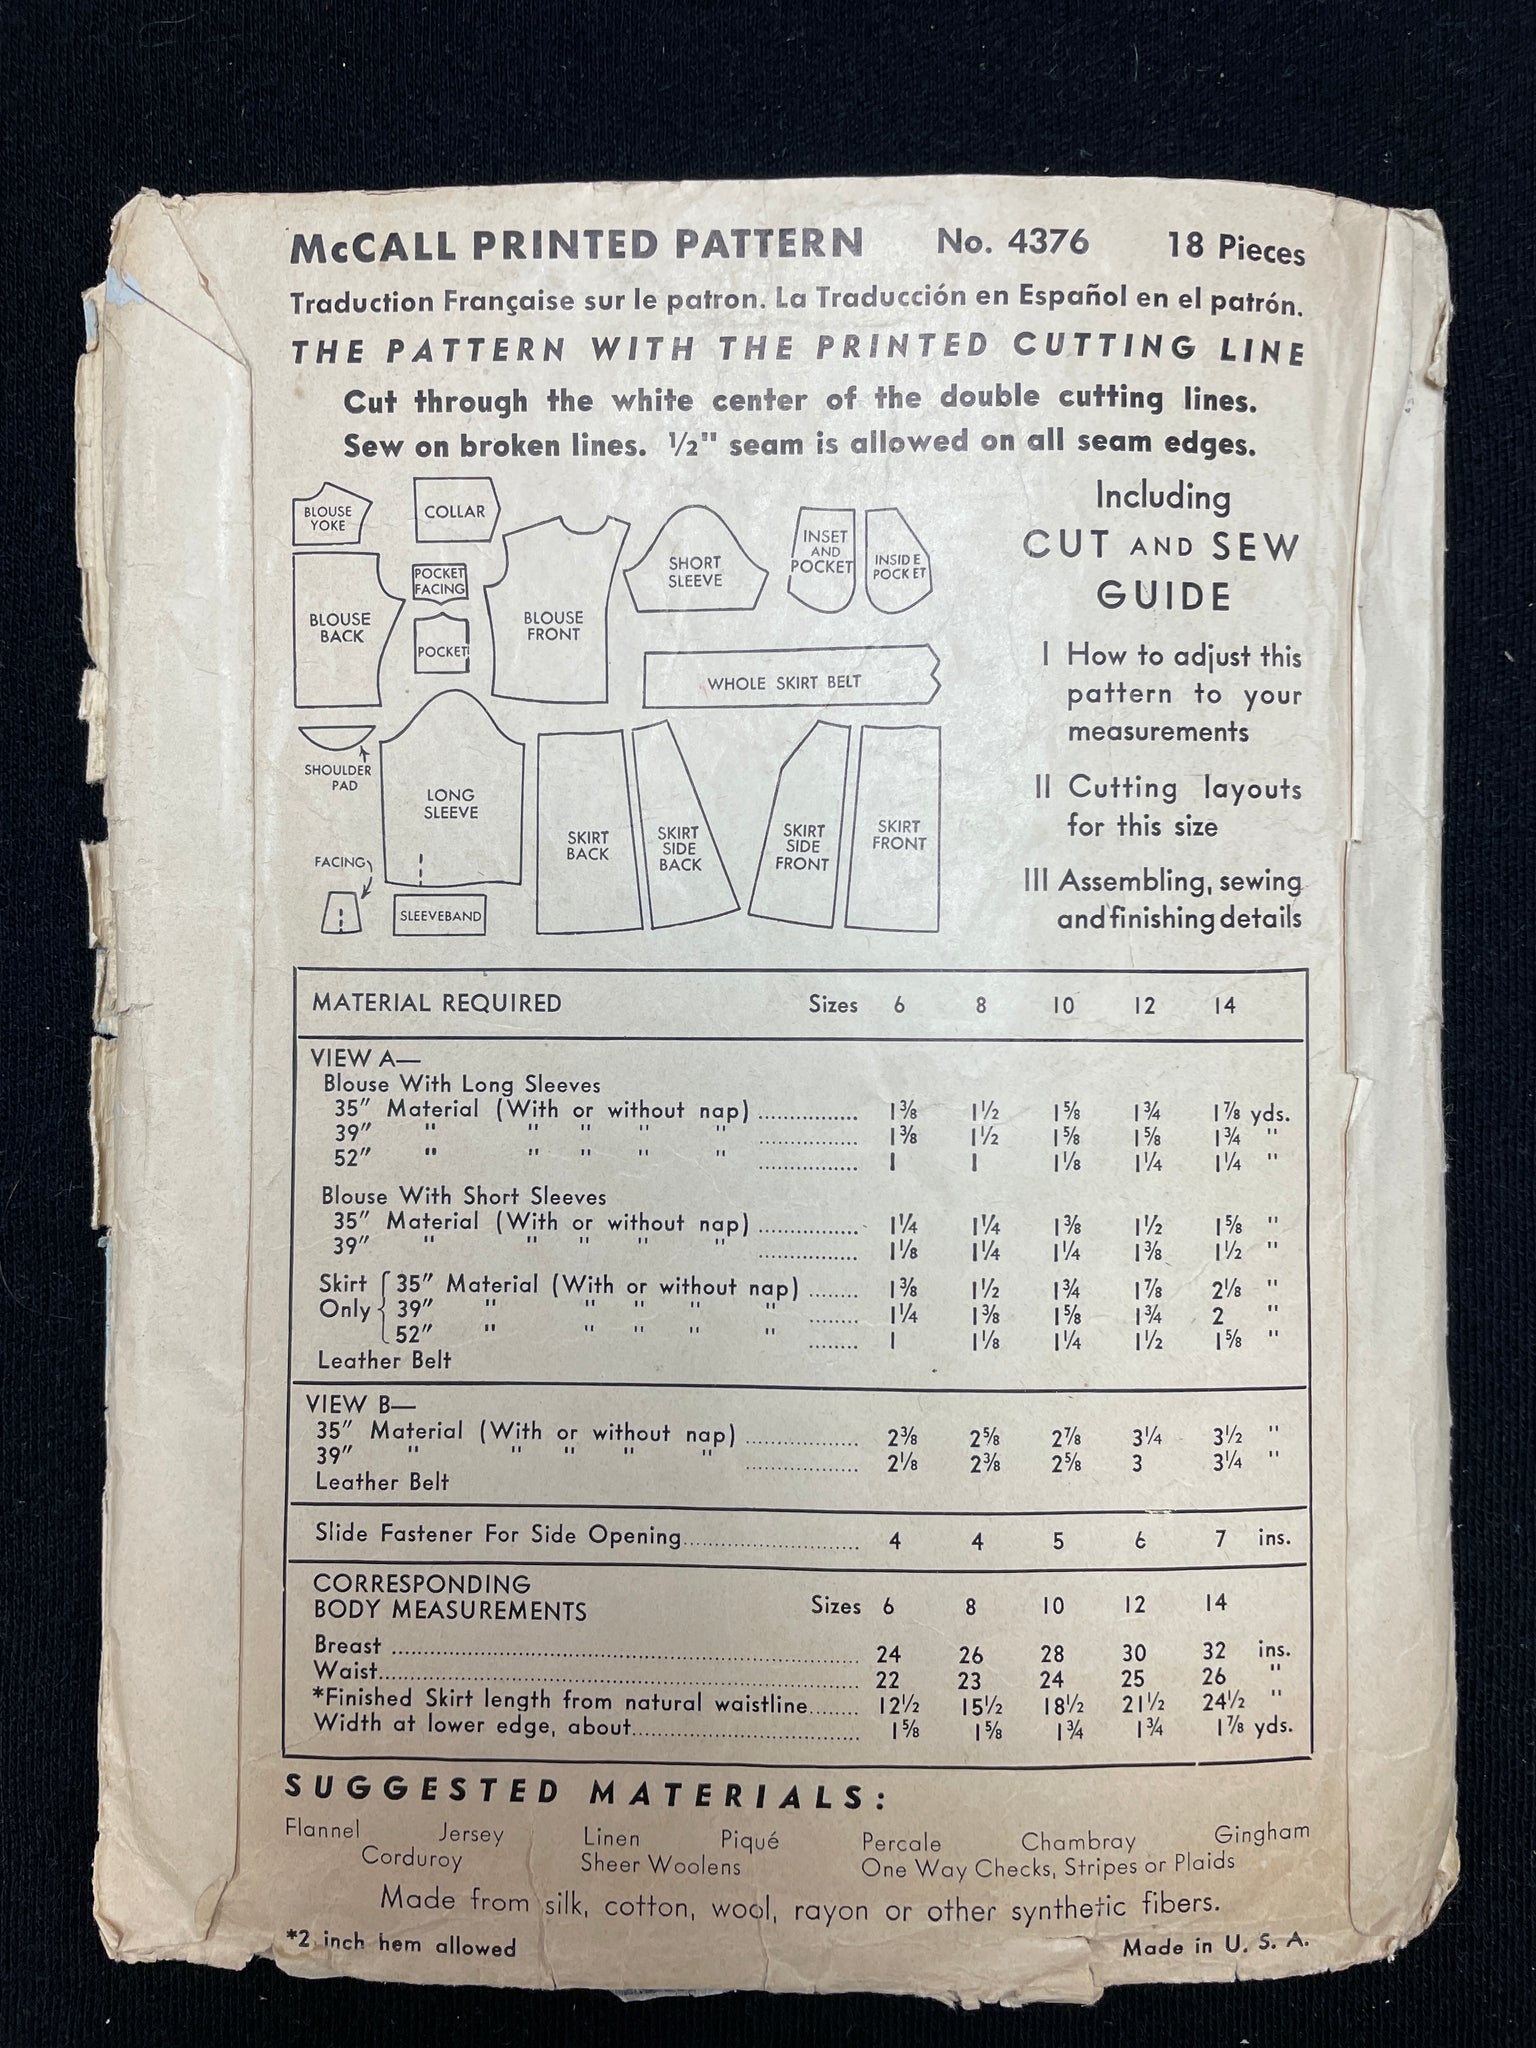 McCALL PRINTED PATTERN No. 4376 18 Pieces
Traduction Française sur le patron. La Traducción en Español en el patrón.
THE PATTERN WITH THE PRINTED CUTTING LINE
Cut through the white center of the double cutting lines.
Sew on broken lines. ½" seam is allowed on all seam edges.
BLOUSE
YOKE
COLLAR
BLOUSE
BACK
POCKET
FACING
POCKET
BLOUSE
FRONT
SHORT
SLEEVE
INSET
AND
POCKET
INSIDE
POCKET
WHOLE SKIRT BELT
SHOULDER
PAD
LONG
SLEEVE
FACING
SLEEVEBAND
SKIRT
BACK
SKIRT
SIDE
BACK
SKIRT
SIDE
FRONT
SKIRT
FRONT
Including
CUT AND SEW
GUIDE
I How to adjust this
pattern to your
measurements
II Cutting layouts
for this size
III Assembling, sewing
and finishing details
MATERIAL REQUIRED Sizes 6 8 10 12 14
VIEW A—
Blouse With Long Sleeves
35" Material (With or without nap) ............... 1⅜ 1½ 1⅝ 1¾ 1⅞ yds.
39" " " " " " ............... 1⅜ 1½ 1⅝ 1⅝ 1¾ "
52" " " " " " ............... 1 1 1⅛ 1¼ 1¼ "
Blouse With Short Sleeves
35" Material (With or without nap) ............... 1¼ 1¼ 1⅜ 1½ 1⅝ "
39" " " " " " ............... 1⅛ 1¼ 1¼ 1⅜ 1½ "
Skirt 35" Material (With or without nap) ........ 1⅜ 1½ 1¾ 1⅞ 2⅛ "
Only 39" " " " " " ........ 1¼ 1⅜ 1⅝ 1¾ 2 "
52" " " " " " ........ 1 1⅛ 1¼ 1½ 1⅝ "
Leather Belt
VIEW B—
35" Material (With or without nap) ................. 2⅜ 2⅝ 2⅞ 3¼ 3½ "
39" " " " " " ................. 2⅛ 2⅜ 2⅝ 3 3¼ "
Leather Belt
Slide Fastener For Side Opening.......................... 4 4 5 6 7 ins.
CORRESPONDING
BODY MEASUREMENTS Sizes 6 8 10 12 14
Breast ........................................................ 24 26 28 30 32 ins.
Waist.......................................................... 22 23 24 25 26 "
*Finished Skirt length from natural waistline........ 12½ 15½ 18½ 21½ 24½ "
Width at lower edge, about.................................. 1⅝ 1⅝ 1¾ 1¾ 1⅞ yds.
SUGGESTED MATERIALS:
Flannel Jersey Linen Piqué Percale Chambray Gingham
Corduroy Sheer Woolens One Way Checks, Stripes or Plaids
Made from silk, cotton, wool, rayon or other synthetic fibers.
*2 inch hem allowed Made in U. S. A.